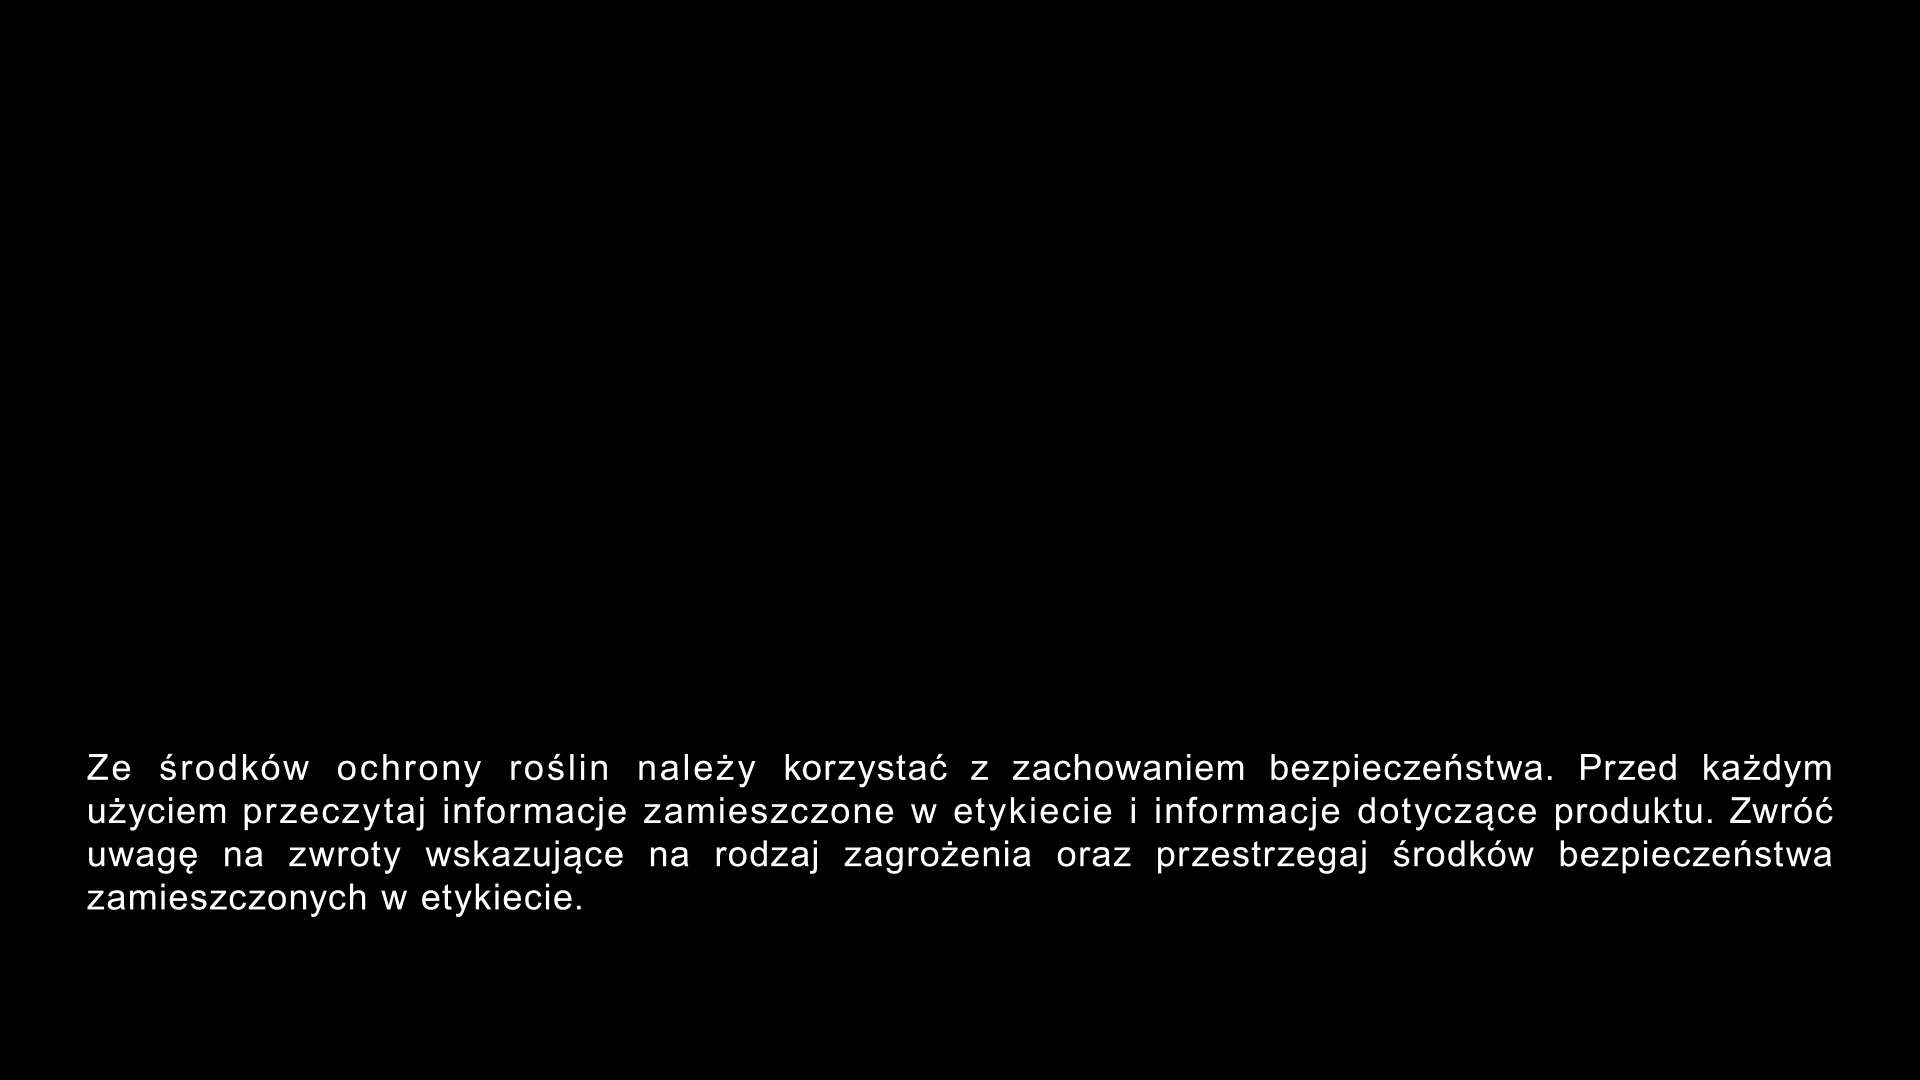 Ze środków ochrony roślin należy korzystać z zachowaniem bezpieczeństwa. Przed każdym
użyciem przeczytaj informacje zamieszczone w etykiecie i informacje dotyczące produktu. Zwróć
uwagę na zwroty wskazujące na rodzaj zagrożenia oraz przestrzegaj środków bezpieczeństwa
zamieszczonych w etykiecie.